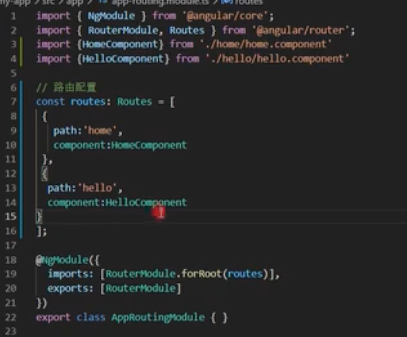 my-app > src > app > app-routing.module.ts > routes
1 import { NgModule } from '@angular/core';
2 import { RouterModule, Routes } from '@angular/router';
3 import {HomeComponent} from './home/home.component'
4 import {HelloComponent} from './hello/hello.component'
5
6 // 路由配置
7 const routes: Routes = [
8 {
9 path:'home',
10 component:HomeComponent
11 },
12 {
13 path:'hello',
14 component:HelloComponent
15 }
16 ];
17
18 @NgModule({
19 imports: [RouterModule.forRoot(routes)],
20 exports: [RouterModule]
21 })
22 export class AppRoutingModule { }
23